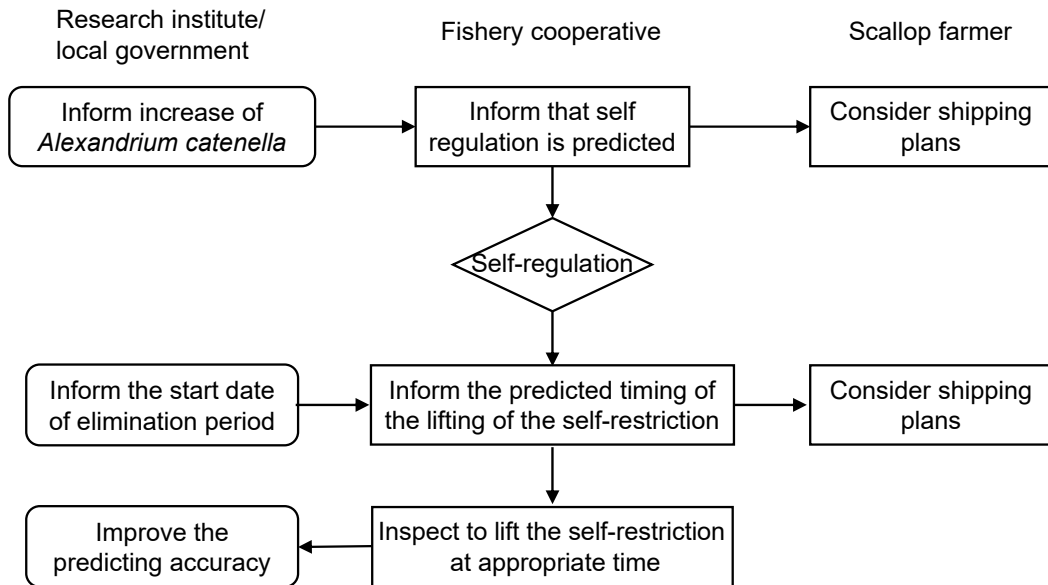 Research institute/
local government
Fishery cooperative
Scallop farmer
Inform increase of
Alexandrium catenella
Inform that self
regulation is predicted
Consider shipping
plans
Self-regulation
Inform the start date
of elimination period
Inform the predicted timing of
the lifting of the self-restriction
Consider shipping
plans
Improve the
predicting accuracy
Inspect to lift the self-restriction
at appropriate time